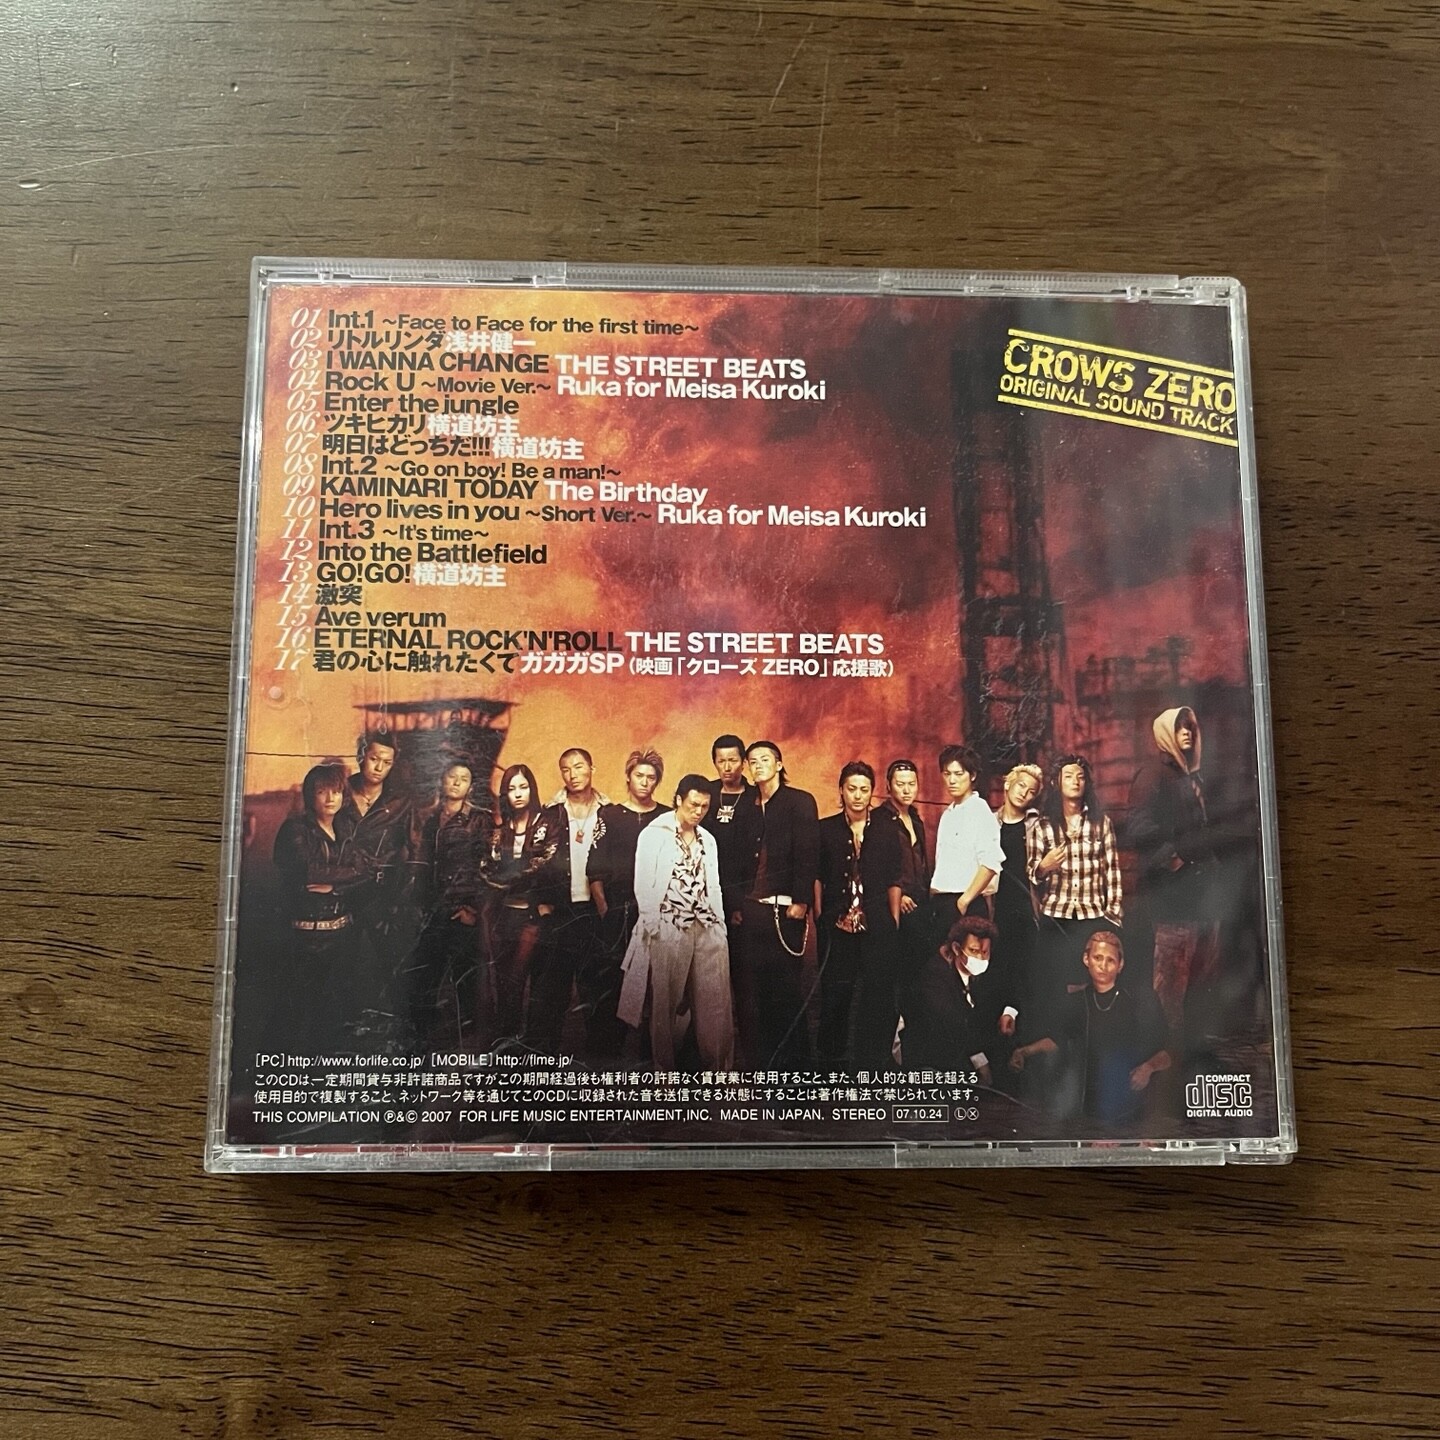 01 Int.1 ~Face to Face for the first time~
02 リトルリンダ 浅井健一
03 I WANNA CHANGE THE STREET BEATS
04 Rock U ~Movie Ver.~ Ruka for Meisa Kuroki
05 Enter the jungle
06 ツキヒカリ 横道坊主
07 明日はどっちだ!!! 横道坊主
08 Int.2 ~Go on boy! Be a man!~
09 KAMINARI TODAY The Birthday
10 Hero lives in you ~Short Ver.~ Ruka for Meisa Kuroki
11 Int.3 ~It's time~
12 Into the Battlefield
13 GO!GO! 横道坊主
14 激突
15 Ave verum
16 ETERNAL ROCK'N'ROLL THE STREET BEATS
17 君の心に触れたくて ガガガSP (映画「クローズ ZERO」応援歌)
CROWS ZERO
ORIGINAL SOUND TRACK
[PC] http://www.forlife.co.jp/ [MOBILE] http://flme.jp/
このCDは、一定期間貸与非許諾商品ですがこの期間経過後も権利者の許諾なく賃貸業に使用すること、また、個人的な範囲を超える
使用目的で複製すること、ネットワーク等を通じてこのCDに収録された音を送信できる状態にすることは著作権法で禁じられています。
THIS COMPILATION ℗&© 2007 FOR LIFE MUSIC ENTERTAINMENT,INC. MADE IN JAPAN. STEREO 07.10.24 Ⓛ Ⓧ
COMPACT
disc
DIGITAL AUDIO